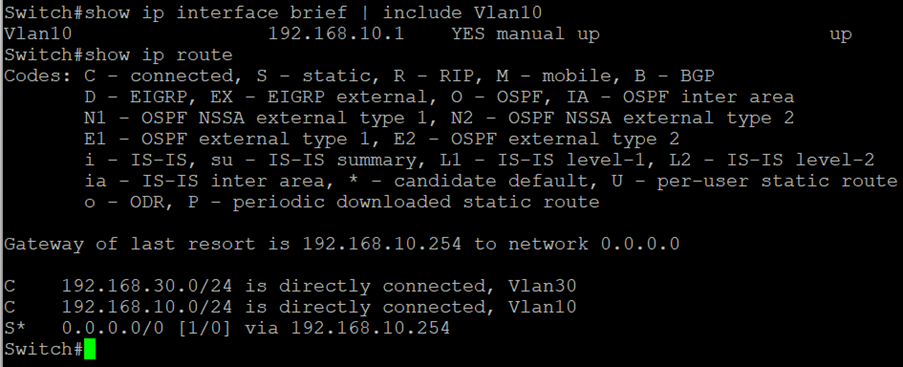 Switch#show ip interface brief | include Vlan10
Vlan10                 192.168.10.1    YES manual up                    up
Switch#show ip route
Codes: C - connected, S - static, R - RIP, M - mobile, B - BGP
       D - EIGRP, EX - EIGRP external, O - OSPF, IA - OSPF inter area
       N1 - OSPF NSSA external type 1, N2 - OSPF NSSA external type 2
       E1 - OSPF external type 1, E2 - OSPF external type 2
       i - IS-IS, su - IS-IS summary, L1 - IS-IS level-1, L2 - IS-IS level-2
       ia - IS-IS inter area, * - candidate default, U - per-user static route
       o - ODR, P - periodic downloaded static route

Gateway of last resort is 192.168.10.254 to network 0.0.0.0

C    192.168.30.0/24 is directly connected, Vlan30
C    192.168.10.0/24 is directly connected, Vlan10
S*   0.0.0.0/0 [1/0] via 192.168.10.254
Switch#